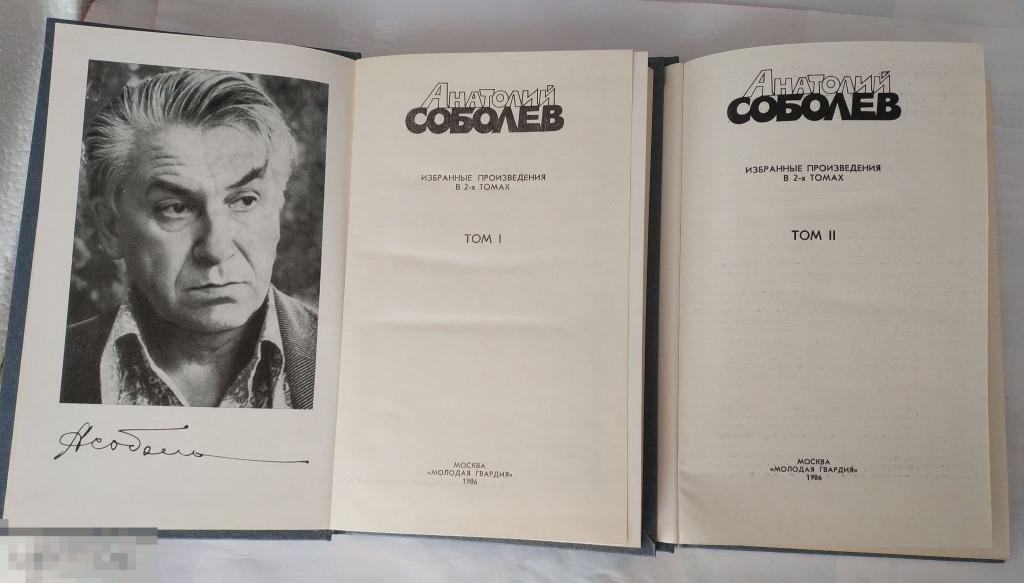 Асоболь
Анатолий
СОБОЛЕВ
ИЗБРАННЫЕ ПРОИЗВЕДЕНИЯ
В 2-х ТОМАХ
ТОМ I
МОСКВА
«МОЛОДАЯ ГВАРДИЯ»
1986
Анатолий
СОБОЛЕВ
ИЗБРАННЫЕ ПРОИЗВЕДЕНИЯ
В 2-х ТОМАХ
ТОМ II
МОСКВА
«МОЛОДАЯ ГВАРДИЯ»
1986